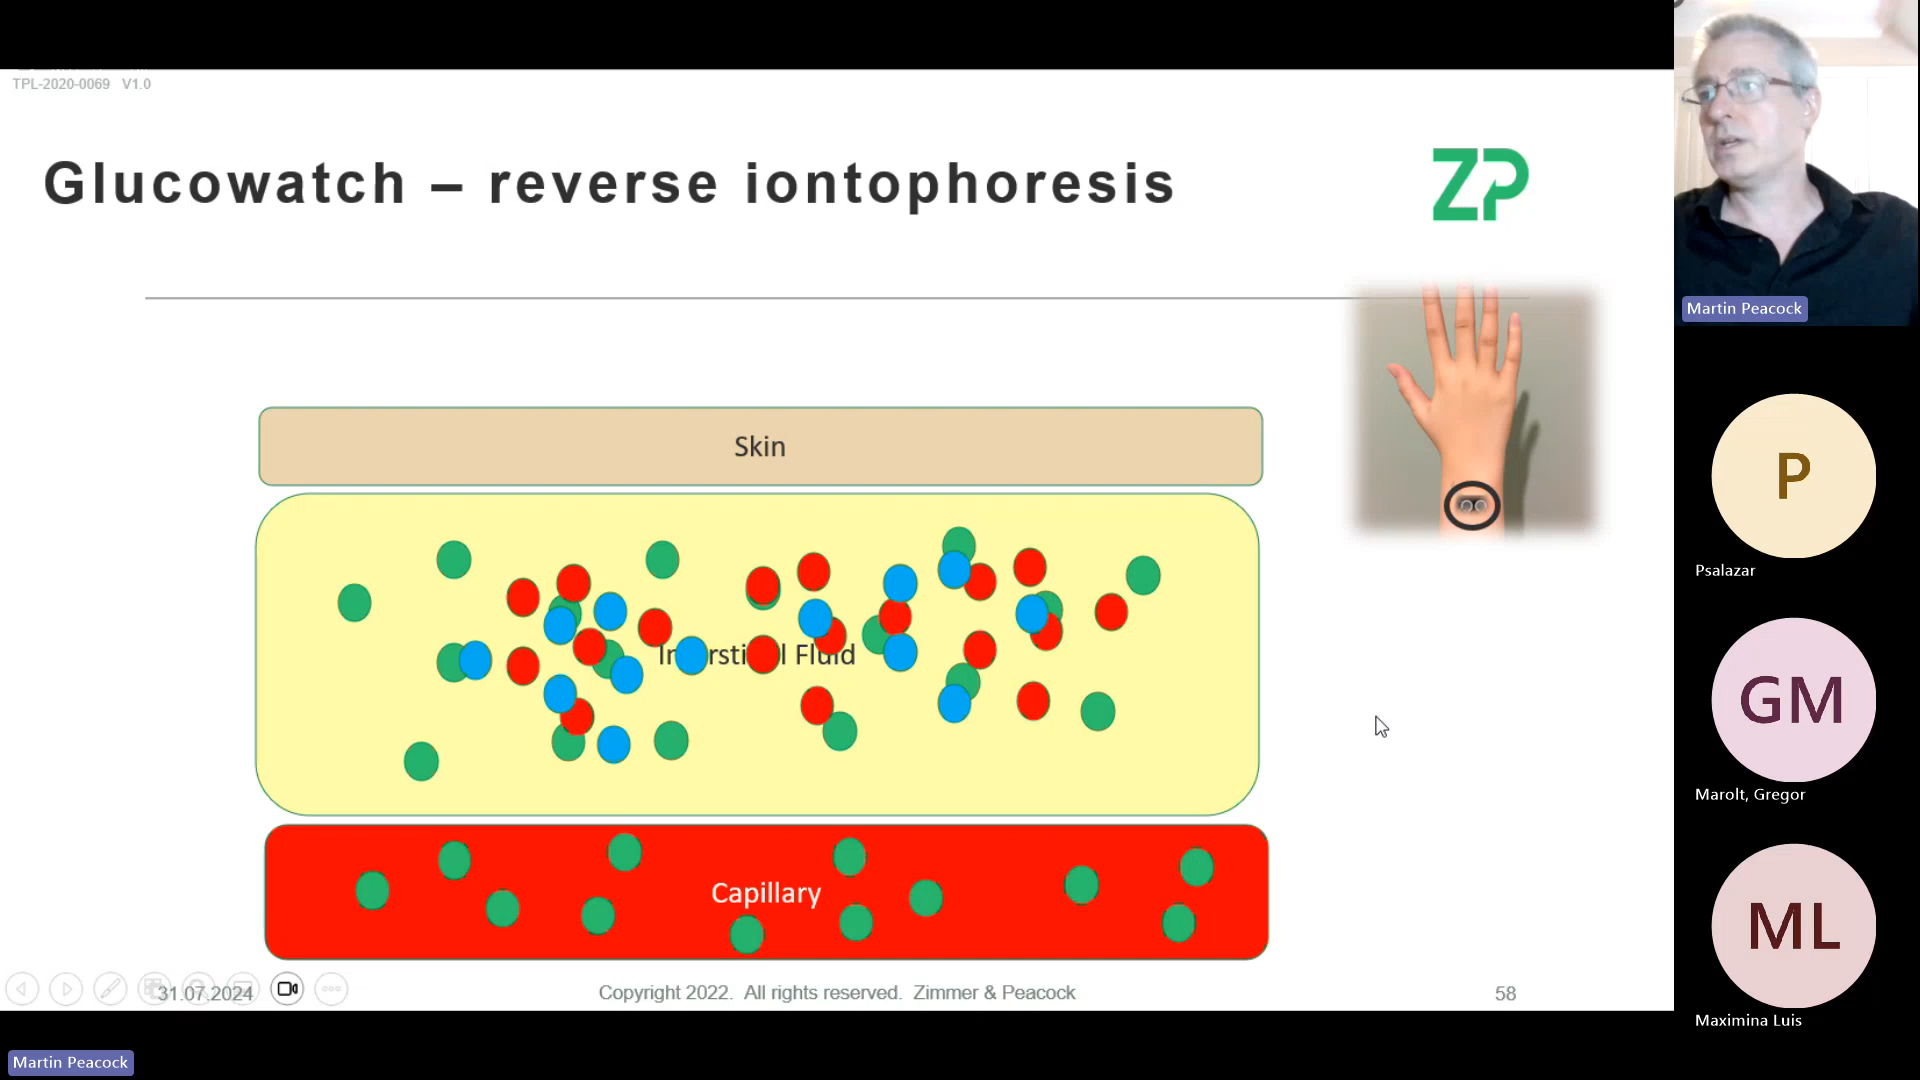 TPL-2020-0069 V1.0
Glucowatch – reverse iontophoresis
ZP
Martin Peacock
Skin
P
Psalazar
Fluid
GM
Marolt, Gregor
Capillary
ML
Maximina Luis
31.07.2024
Copyright 2022. All rights reserved. Zimmer & Peacock
58
Martin Peacock